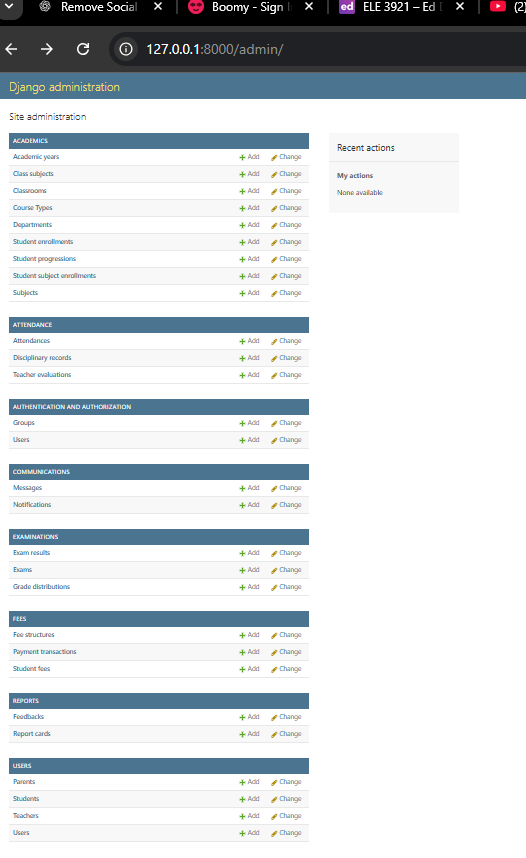 Remove Social
Boomy - Sign I
ed ELE 3921 – Ed
(2)
127.0.0.1:8000/admin/
Django administration
Site administration
ACADEMICS
Academic years Add Change
Class subjects Add Change
Classrooms Add Change
Course Types Add Change
Departments Add Change
Student enrollments Add Change
Student progressions Add Change
Student subject enrollments Add Change
Subjects Add Change
ATTENDANCE
Attendances Add Change
Disciplinary records Add Change
Teacher evaluations Add Change
AUTHENTICATION AND AUTHORIZATION
Groups Add Change
Users Add Change
COMMUNICATIONS
Messages Add Change
Notifications Add Change
EXAMINATIONS
Exam results Add Change
Exams Add Change
Grade distributions Add Change
FEES
Fee structures Add Change
Payment transactions Add Change
Student fees Add Change
REPORTS
Feedbacks Add Change
Report cards Add Change
USERS
Parents Add Change
Students Add Change
Teachers Add Change
Users Add Change
Recent actions
My actions
None available